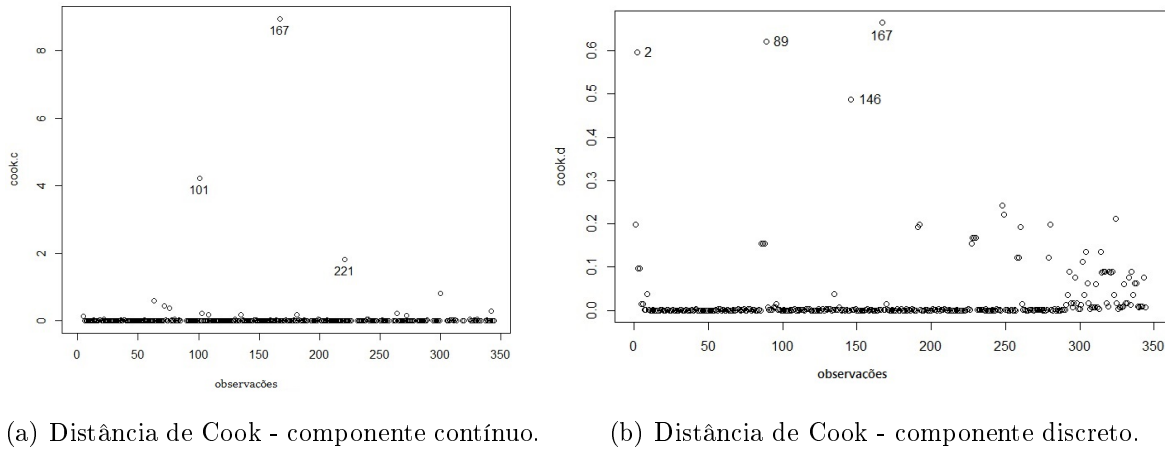 cook.c
8
6
4
2
0
167
101
221
0 50 100 150 200 250 300 350
observacões
cook.d
0.6
0.5
0.4
0.3
0.2
0.1
0.0
2
89
167
146
0 50 100 150 200 250 300 350
observacões
(a) Distância de Cook - componente contínuo.
(b) Distância de Cook - componente discreto.